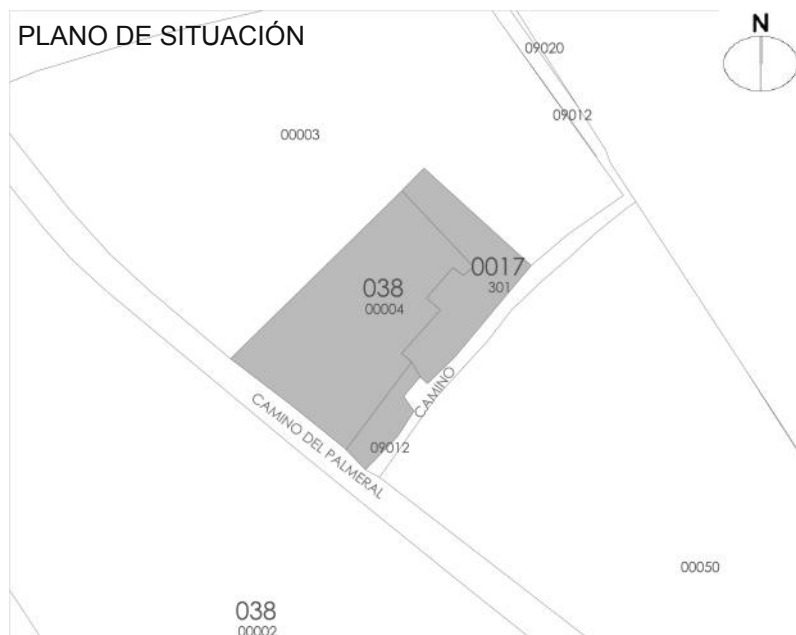 PLANO DE SITUACIÓN
N
09020
09012
00003
0017
301
038
00004
CAMINO
CAMINO DEL PALMERAL
09012
00050
038
00002